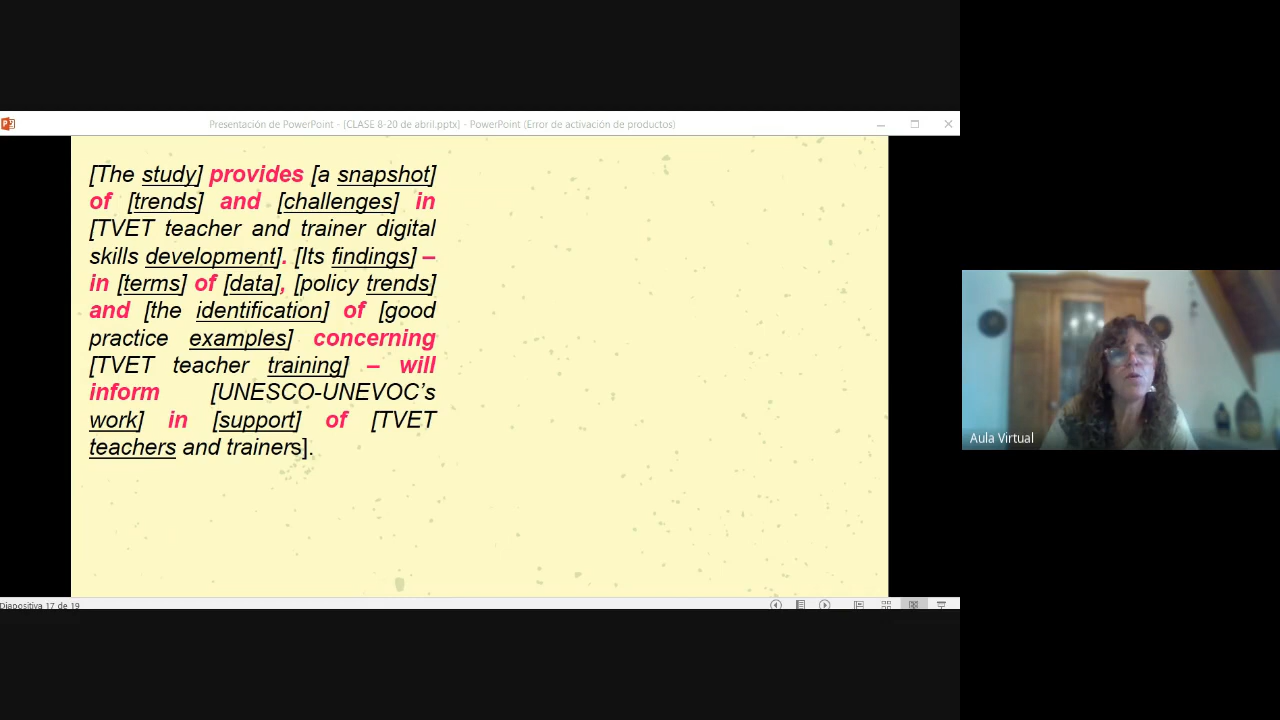 Presentación de PowerPoint - [CLASE 8-20 de abril.pptx] - PowerPoint (Error de activación de productos)
[The study] provides [a snapshot]
of [trends] and [challenges] in
[TVET teacher and trainer digital
skills development]. [Its findings] –
in [terms] of [data], [policy trends]
and [the identification] of [good
practice examples] concerning
[TVET teacher training] – will
inform [UNESCO-UNEVOC’s
work] in [support] of [TVET
teachers and trainers].
Aula Virtual
Diapositiva 17 de 19